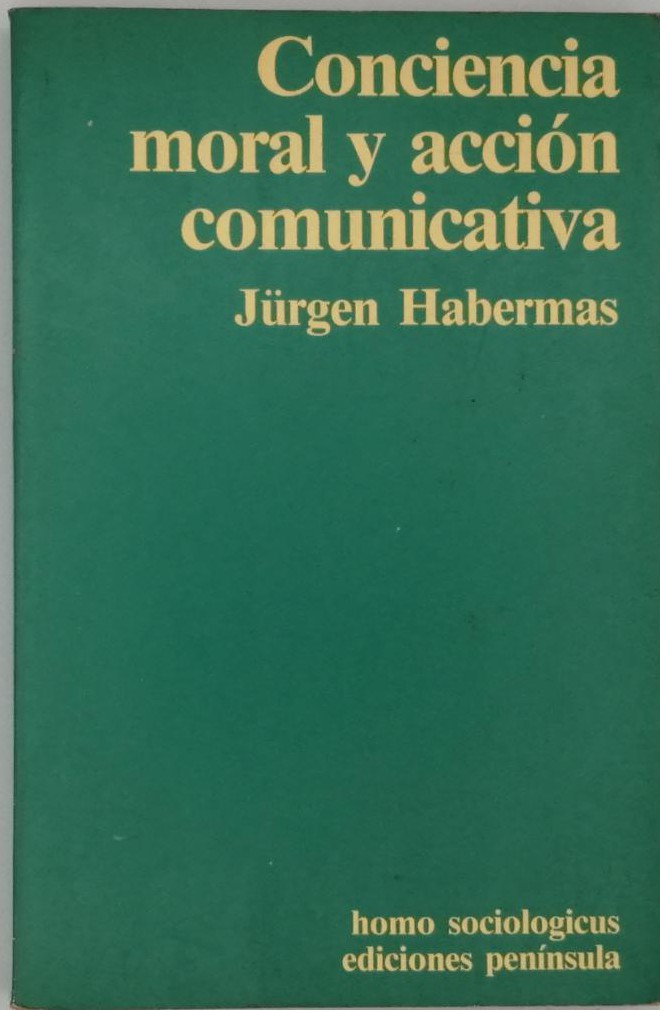 Conciencia
moral y acción
comunicativa
Jürgen Habermas
homo sociologicus
ediciones península